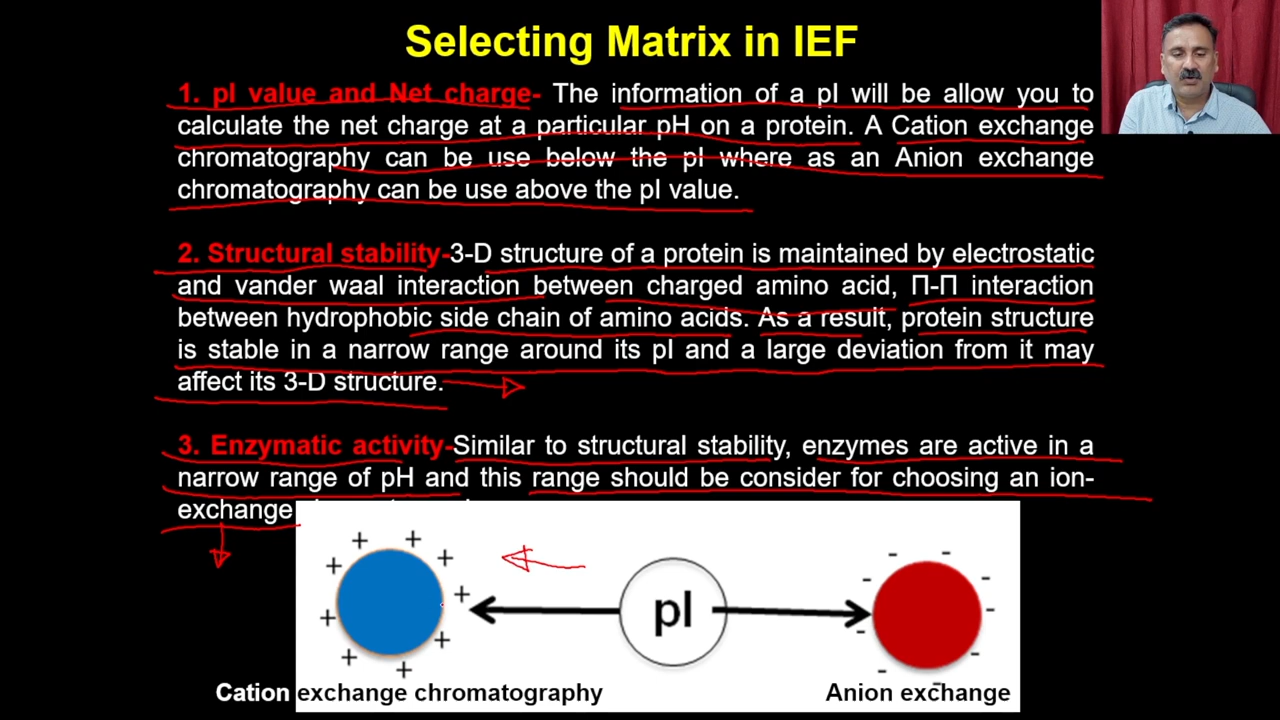 Selecting Matrix in IEF
1. pI value and Net charge- The information of a pI will be allow you to
calculate the net charge at a particular pH on a protein. A Cation exchange
chromatography can be use below the pI where as an Anion exchange
chromatography can be use above the pI value.
2. Structural stability-3-D structure of a protein is maintained by electrostatic
and vander waal interaction between charged amino acid, Π-Π interaction
between hydrophobic side chain of amino acids. As a result, protein structure
is stable in a narrow range around its pI and a large deviation from it may
affect its 3-D structure.
3. Enzymatic activity-Similar to structural stability, enzymes are active in a
narrow range of pH and this range should be consider for choosing an ion-
exchange
pI
Cation exchange chromatography
Anion exchange